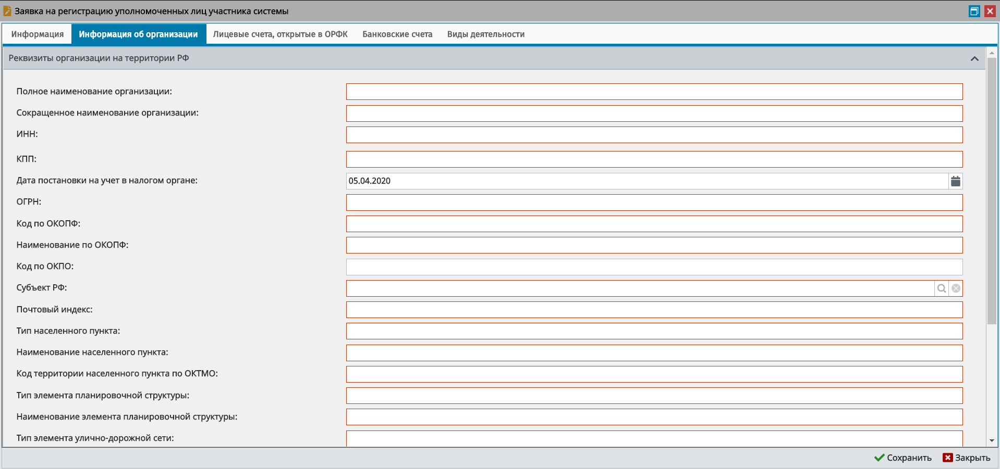 Заявка на регистрацию уполномоченных лиц участника системы
Информация Информация об организации Лицевые счета, открытые в ОРФК Банковские счета Виды деятельности
Реквизиты организации на территории РФ
Полное наименование организации:
Сокращенное наименование организации:
ИНН:
КПП:
Дата постановки на учет в налогом органе: 05.04.2020
ОГРН:
Код по ОКОПФ:
Наименование по ОКОПФ:
Код по ОКПО:
Субъект РФ:
Почтовый индекс:
Тип населенного пункта:
Наименование населенного пункта:
Код территории населенного пункта по ОКТМО:
Тип элемента планировочной структуры:
Наименование элемента планировочной структуры:
Тип элемента улично-дорожной сети:
Сохранить Закрыть